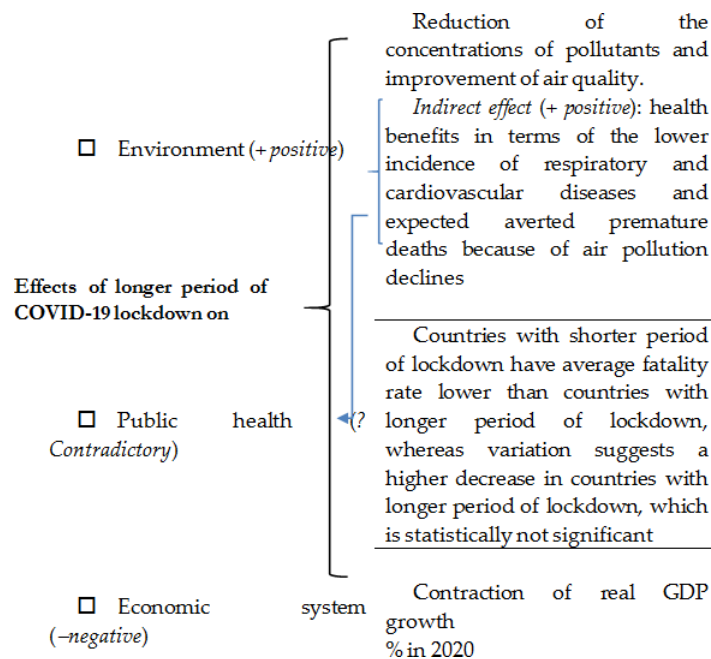 Effects of longer period of
COVID-19 lockdown on
☐ Environment (+ positive)
Reduction of the
concentrations of pollutants and
improvement of air quality.
Indirect effect (+ positive): health
benefits in terms of the lower
incidence of respiratory and
cardiovascular diseases and
expected averted premature
deaths because of air pollution
declines
☐ Public health (?
Contradictory)
Countries with shorter period
of lockdown have average fatality
rate lower than countries with
longer period of lockdown,
whereas variation suggests a
higher decrease in countries with
longer period of lockdown, which
is statistically not significant
☐ Economic system
(–negative)
Contraction of real GDP
growth
% in 2020